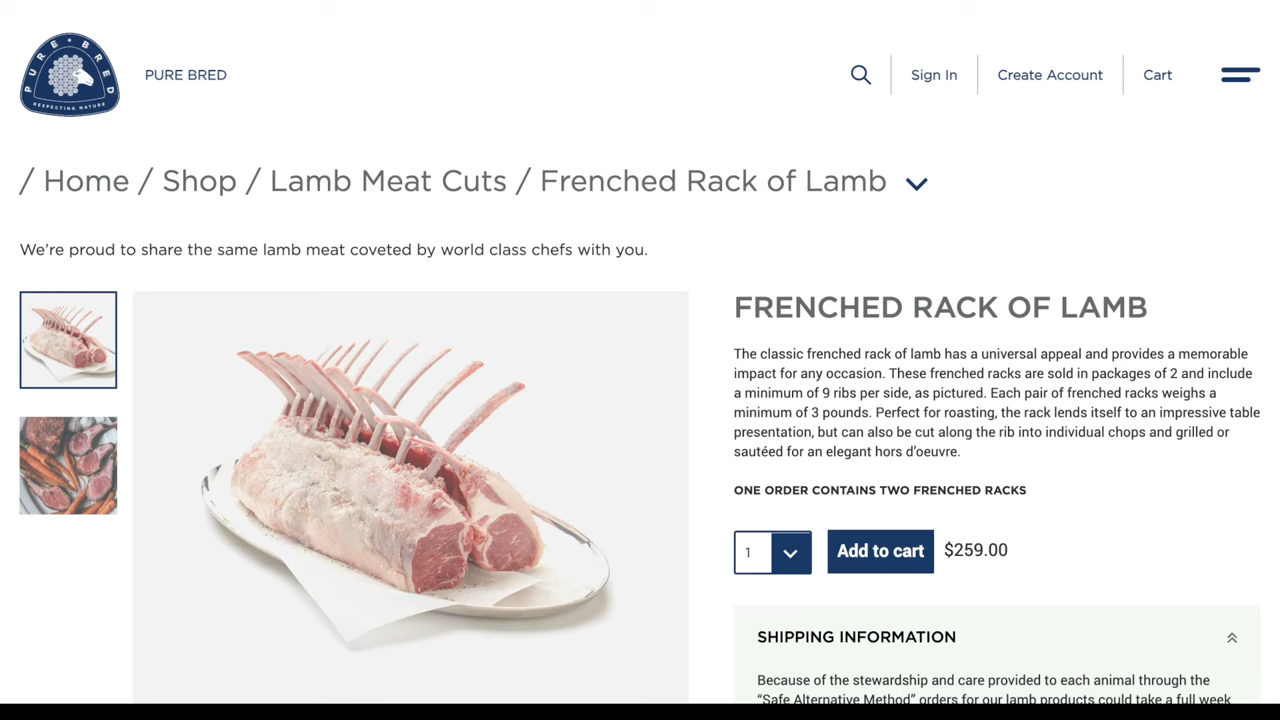 PURE BRED
RESPECTING NATURE
PURE BRED
Sign In
Create Account
Cart
/ Home / Shop / Lamb Meat Cuts / Frenched Rack of Lamb
We’re proud to share the same lamb meat coveted by world class chefs with you.
FRENCHED RACK OF LAMB
The classic frenched rack of lamb has a universal appeal and provides a memorable
impact for any occasion. These frenched racks are sold in packages of 2 and include
a minimum of 9 ribs per side, as pictured. Each pair of frenched racks weighs a
minimum of 3 pounds. Perfect for roasting, the rack lends itself to an impressive table
presentation, but can also be cut along the rib into individual chops and grilled or
sautéed for an elegant hors d’oeuvre.
ONE ORDER CONTAINS TWO FRENCHED RACKS
1
Add to cart
$259.00
SHIPPING INFORMATION
Because of the stewardship and care provided to each animal through the
“Safe Alternative Method” orders for our lamb products could take a full week